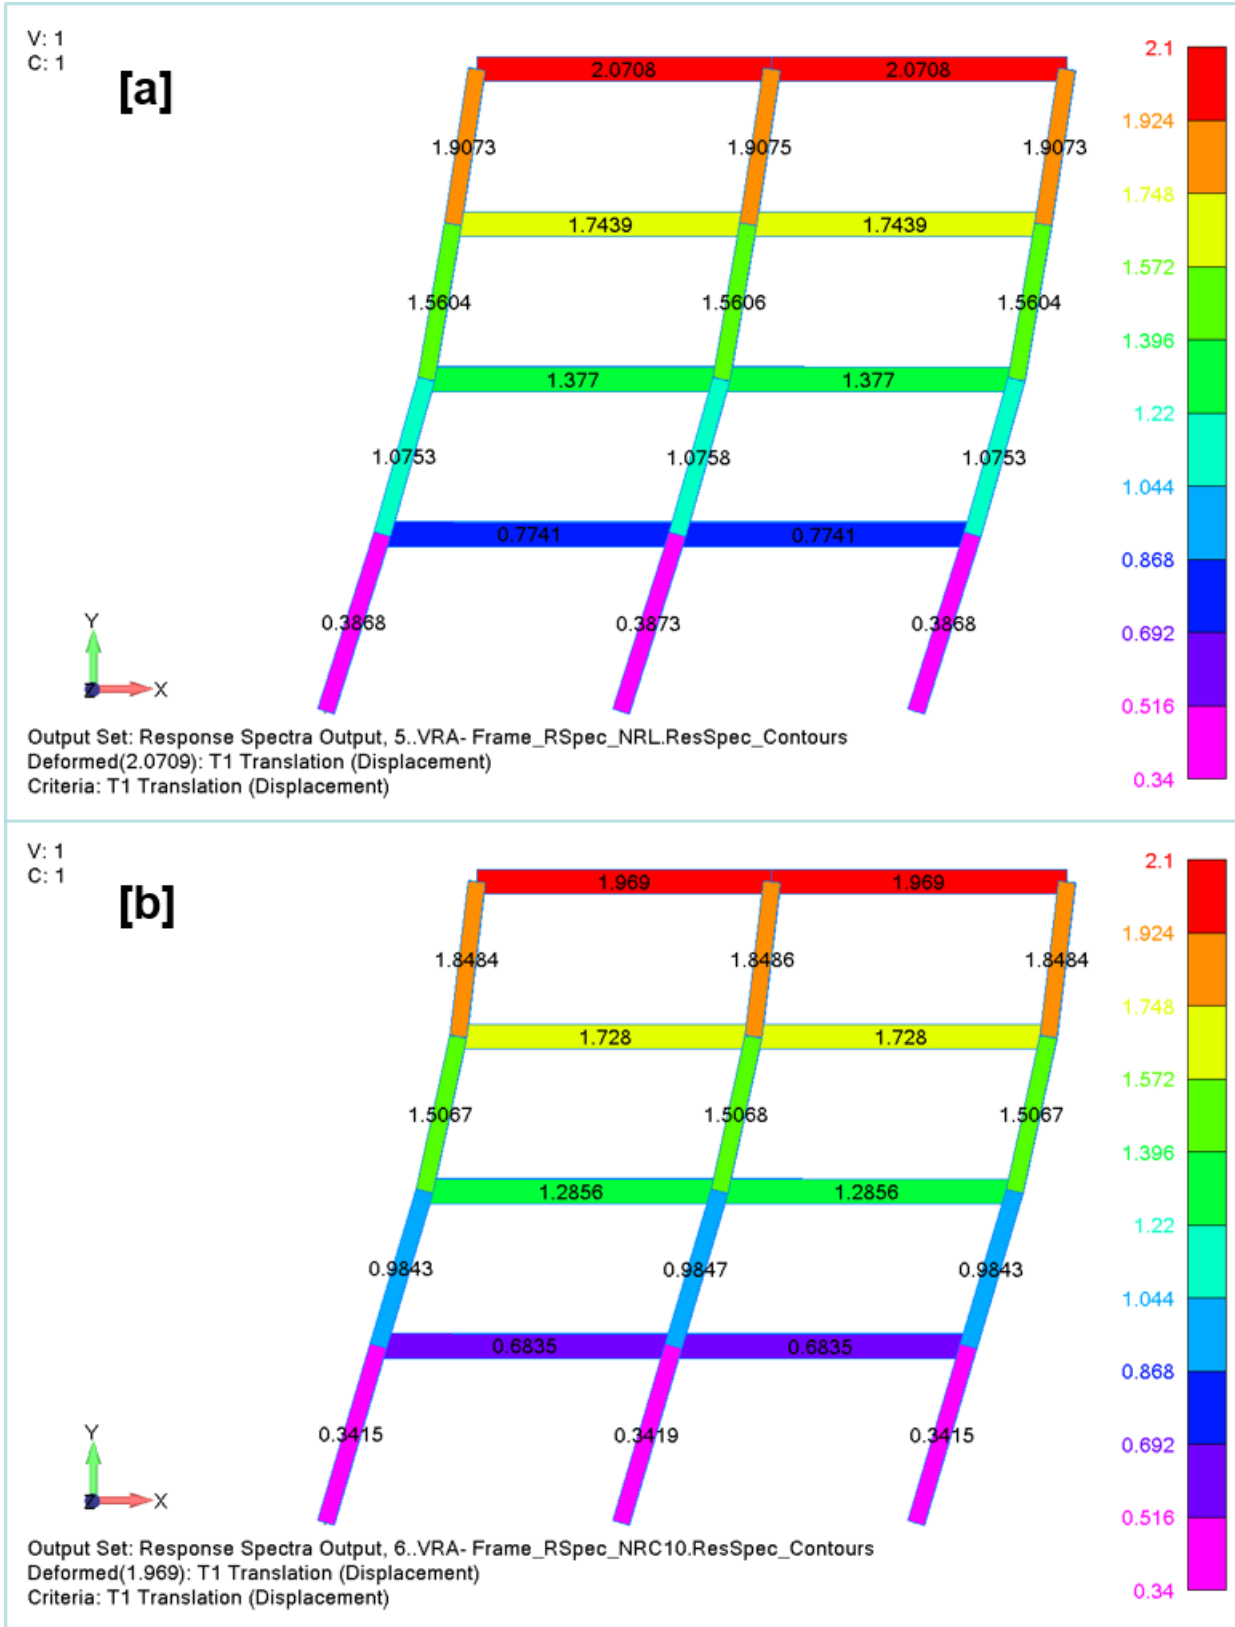 V: 1
C: 1
[a]
2.0708 2.0708
1.9073 1.9075 1.9073
1.7439 1.7439
1.5604 1.5606 1.5604
1.377 1.377
1.0753 1.0758 1.0753
0.7741 0.7741
0.3868 0.3873 0.3868
2.1
1.924
1.748
1.572
1.396
1.22
1.044
0.868
0.692
0.516
0.34
Y
Z X
Output Set: Response Spectra Output, 5..VRA- Frame_RSpec_NRL.ResSpec_Contours
Deformed(2.0709): T1 Translation (Displacement)
Criteria: T1 Translation (Displacement)
V: 1
C: 1
[b]
1.969 1.969
1.8484 1.8486 1.8484
1.728 1.728
1.5067 1.5068 1.5067
1.2856 1.2856
0.9843 0.9847 0.9843
0.6835 0.6835
0.3415 0.3419 0.3415
2.1
1.924
1.748
1.572
1.396
1.22
1.044
0.868
0.692
0.516
0.34
Y
Z X
Output Set: Response Spectra Output, 6..VRA- Frame_RSpec_NRC10.ResSpec_Contours
Deformed(1.969): T1 Translation (Displacement)
Criteria: T1 Translation (Displacement)